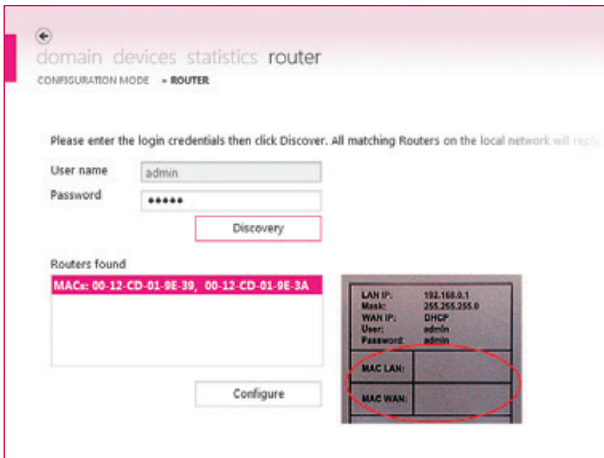 domain devices statistics router
CONFIGURATION MODE ▸ ROUTER
Please enter the login credentials then click Discover. All matching Routers on the local network will reply
User name
admin
Password
•••••
Discovery
Routers found
MACs: 00-12-CD-01-9E-39, 00-12-CD-01-9E-3A
LAN IP: 192.168.0.1
Mask: 255.255.255.0
WAN IP: DHCP
User: admin
Password: admin
MAC LAN:
MAC WAN:
Configure